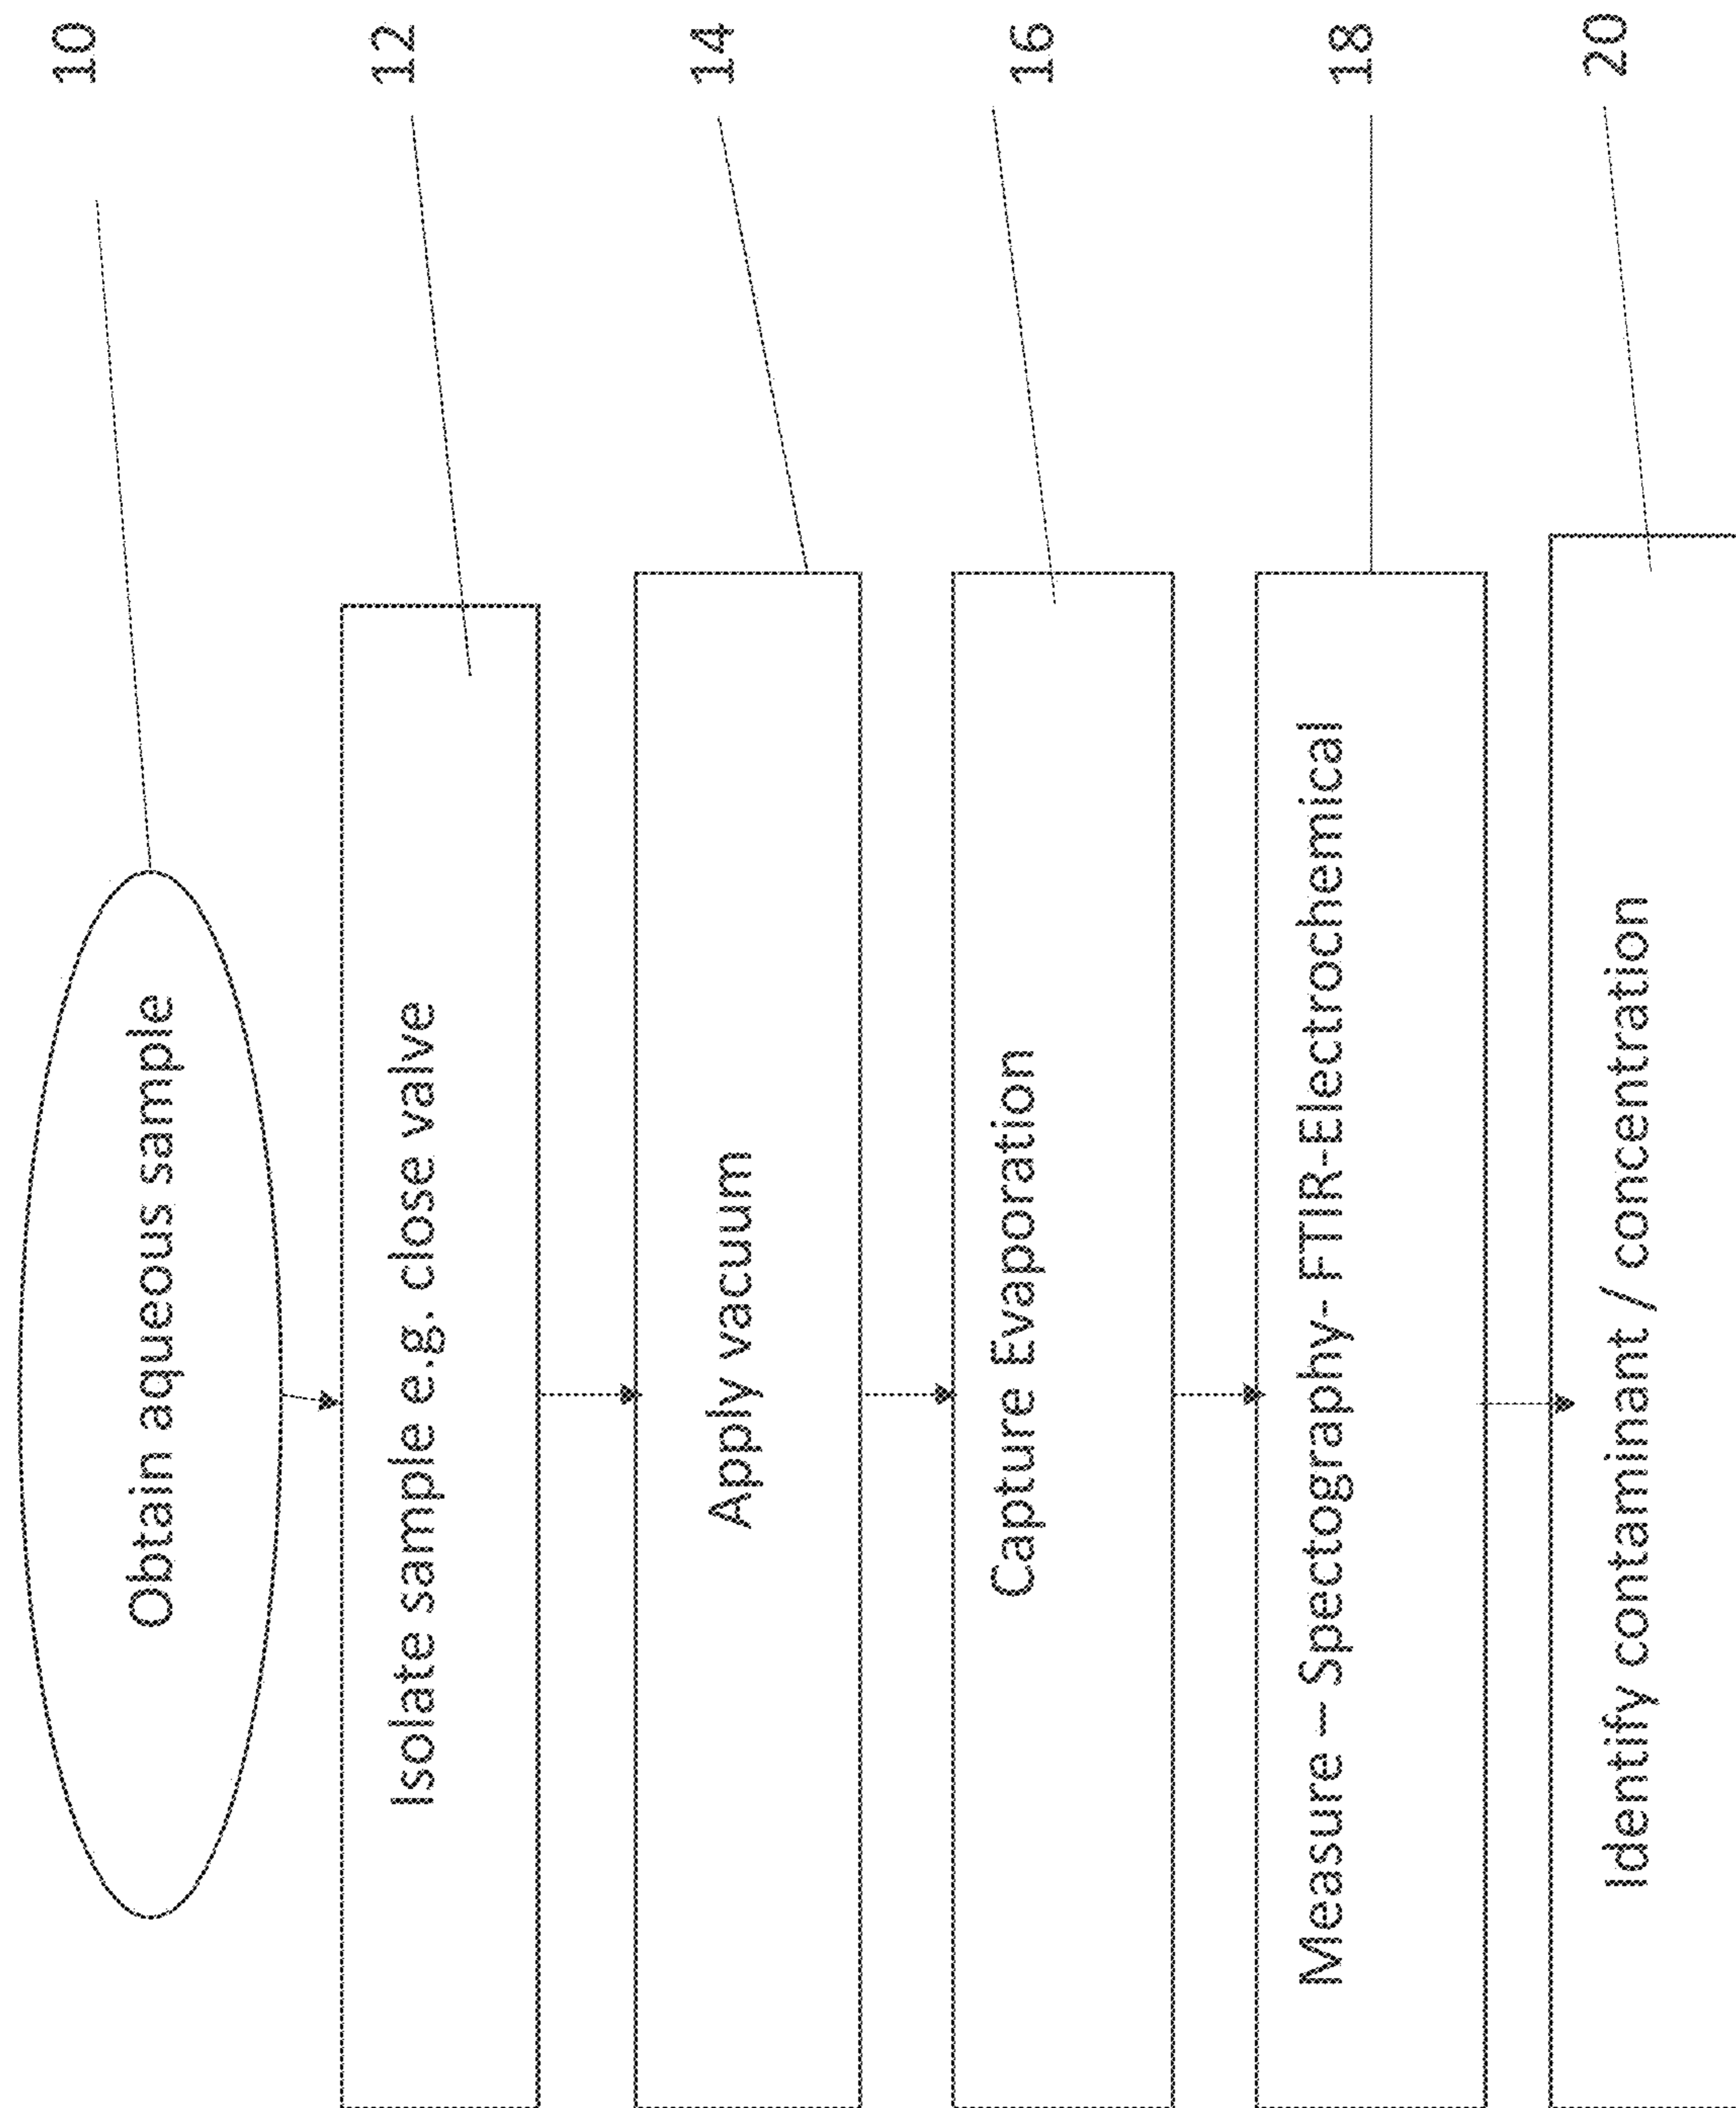 Obtain aqueous sample
10
Isolate sample e.g. close valve
12
Apply vacuum
14
Capture Evaporation
16
Measure – Spectography- FTIR-Electrochemical
18
Identify contaminant / concentration
20